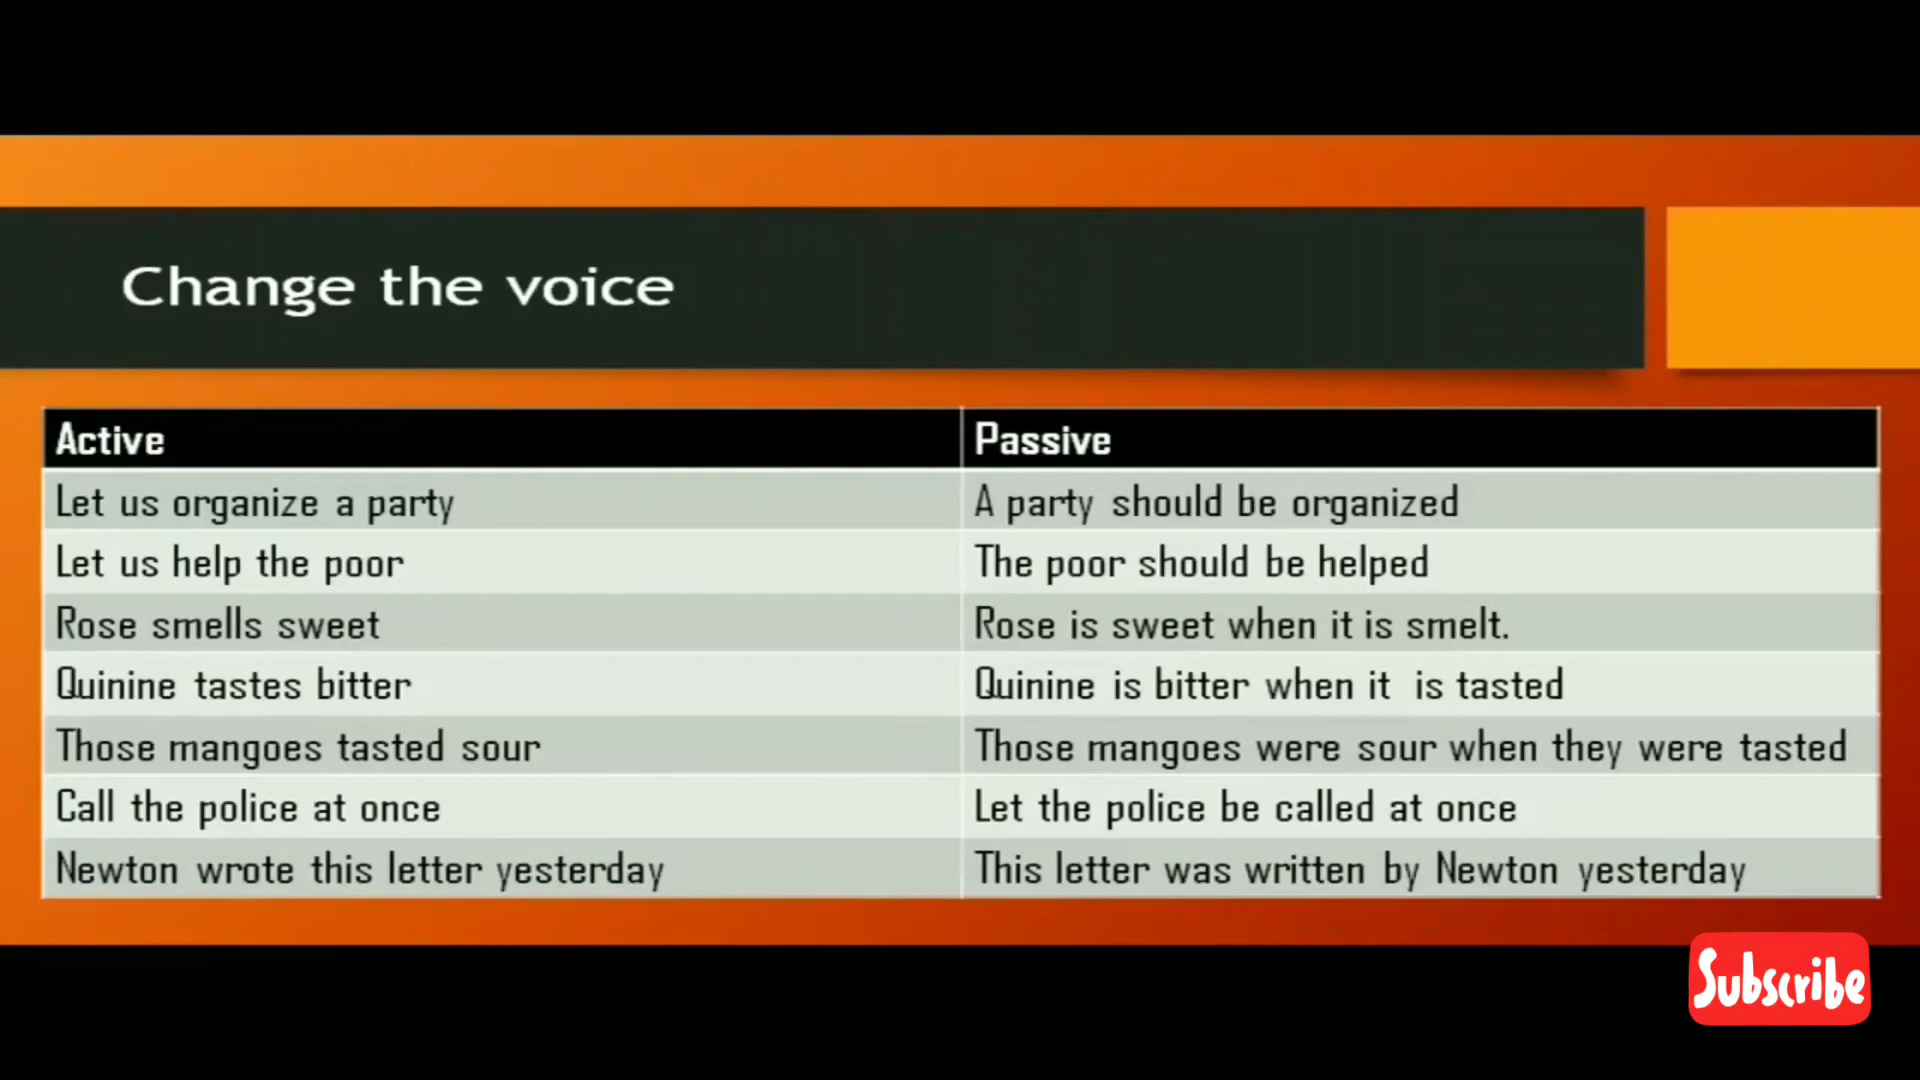 Change the voice
Active Passive
Let us organize a party A party should be organized
Let us help the poor The poor should be helped
Rose smells sweet Rose is sweet when it is smelt.
Quinine tastes bitter Quinine is bitter when it is tasted
Those mangoes tasted sour Those mangoes were sour when they were tasted
Call the police at once Let the police be called at once
Newton wrote this letter yesterday This letter was written by Newton yesterday
Subscribe